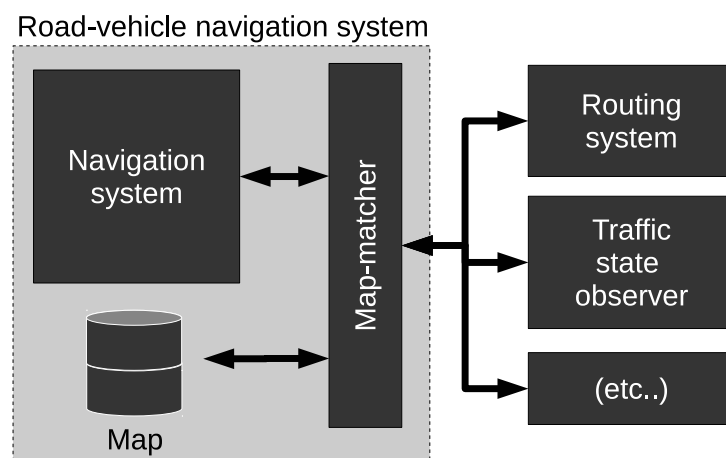 Road-vehicle navigation system
Navigation
system
Map-matcher
Map
Routing
system
Traffic
state
observer
(etc..)